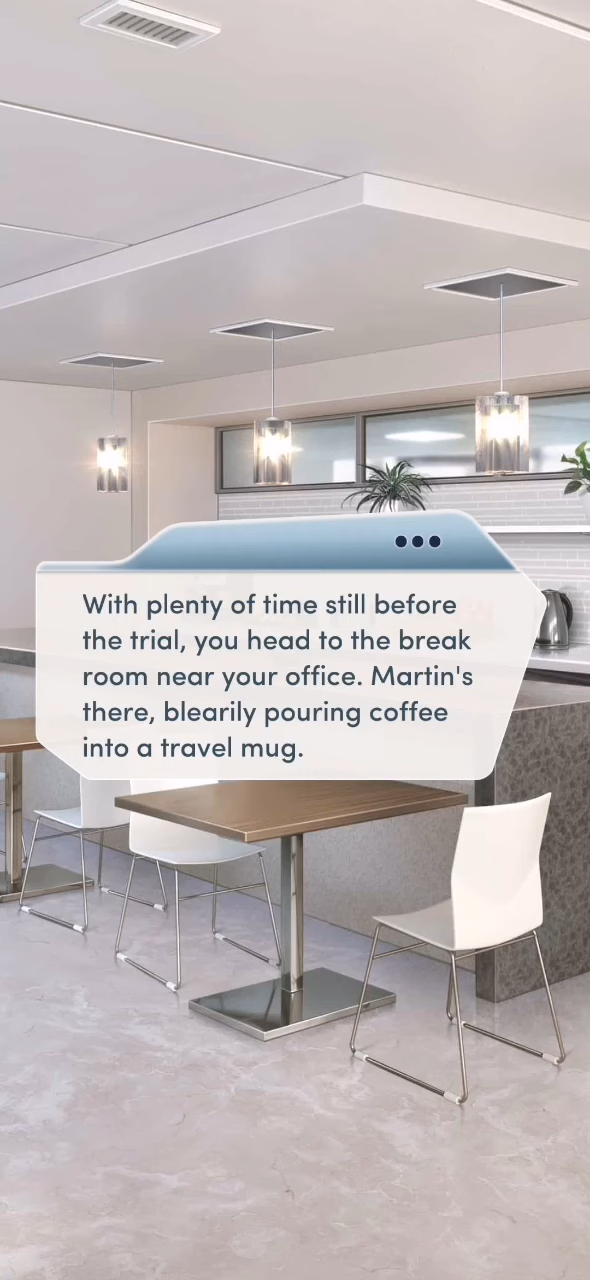 With plenty of time still before
the trial, you head to the break
room near your office. Martin's
there, blearily pouring coffee
into a travel mug.